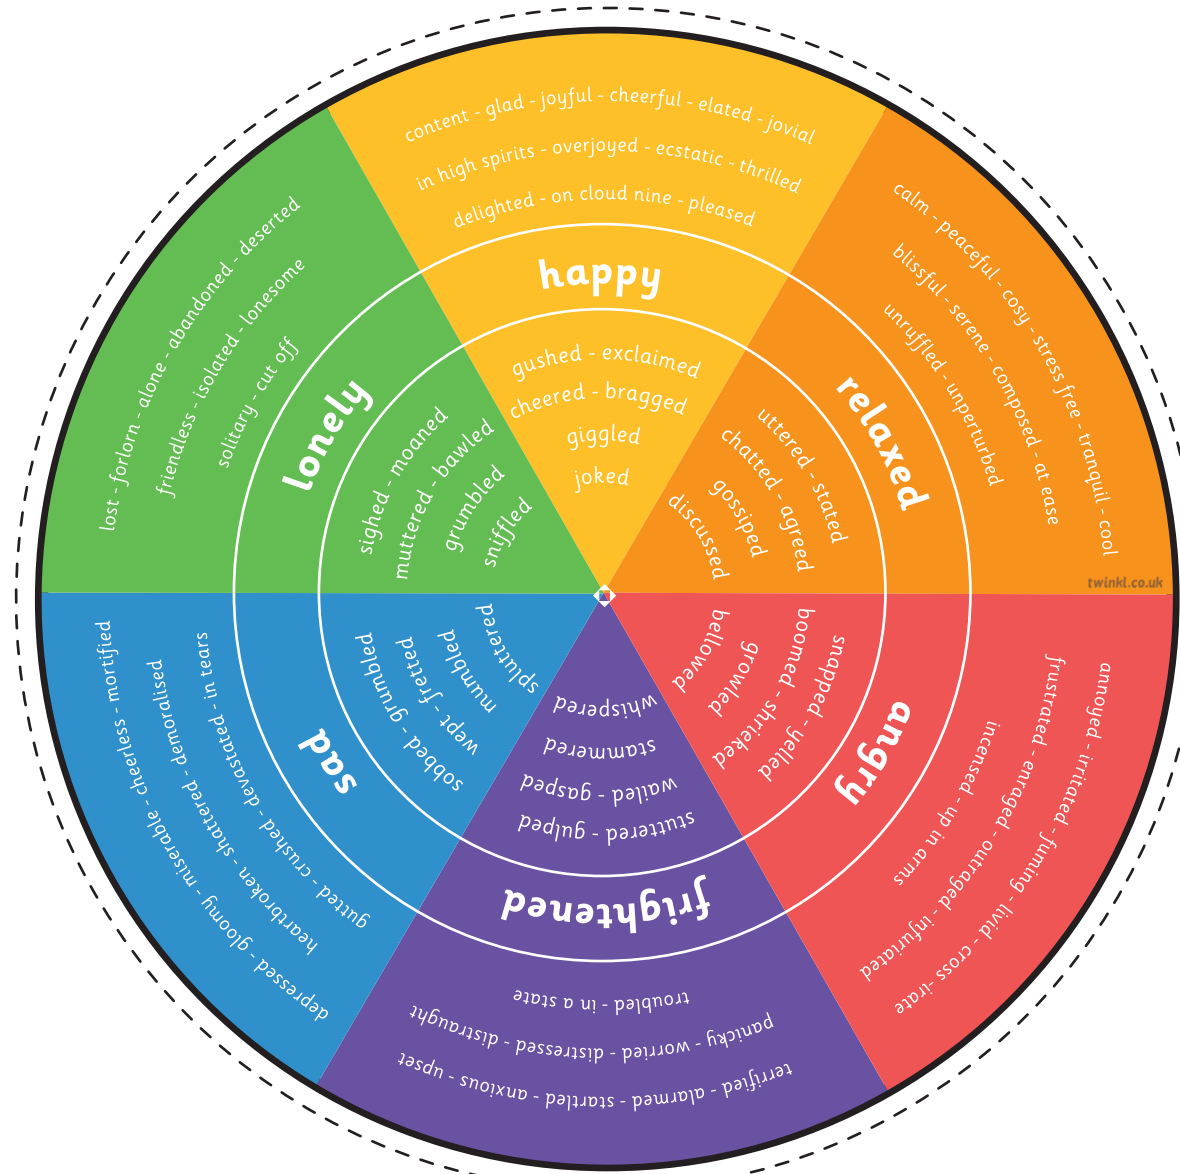 content - glad - joyful - cheerful - elated - jovial
in high spirits - overjoyed - ecstatic - thrilled
delighted - on cloud nine - pleased
happy
gushed - exclaimed
cheered - bragged
giggled
joked
calm - peaceful - cosy - stress free - tranquil - cool
blissful - serene - composed - at ease
unruffled - unperturbed
relaxed
uttered - stated
chatted - agreed
gossiped
discussed
twinkl.co.uk
annoyed - irritated - fuming - livid - cross -irate
frustrated - enraged - outraged - infuriated
incensed - up in arms
angry
snapped - yelled
boomed - shrieked
growled
bellowed
terrified - alarmed - startled - anxious - upset
panicky - worried - distressed - distraught
troubled - in a state
frightened
stuttered - gulped
wailed - gasped
stammered
whispered
depressed - gloomy - miserable - cheerless - mortified
heartbroken - shattered - demoralised
gutted - crushed - devastated - in tears
sad
sobbed - grumbled
wept - fretted
mumbled
spluttered
lost - forlorn - alone - abandoned - deserted
friendless - isolated - lonesome
solitary - cut off
lonely
sighed - moaned
muttered - bawled
grumbled
sniffled